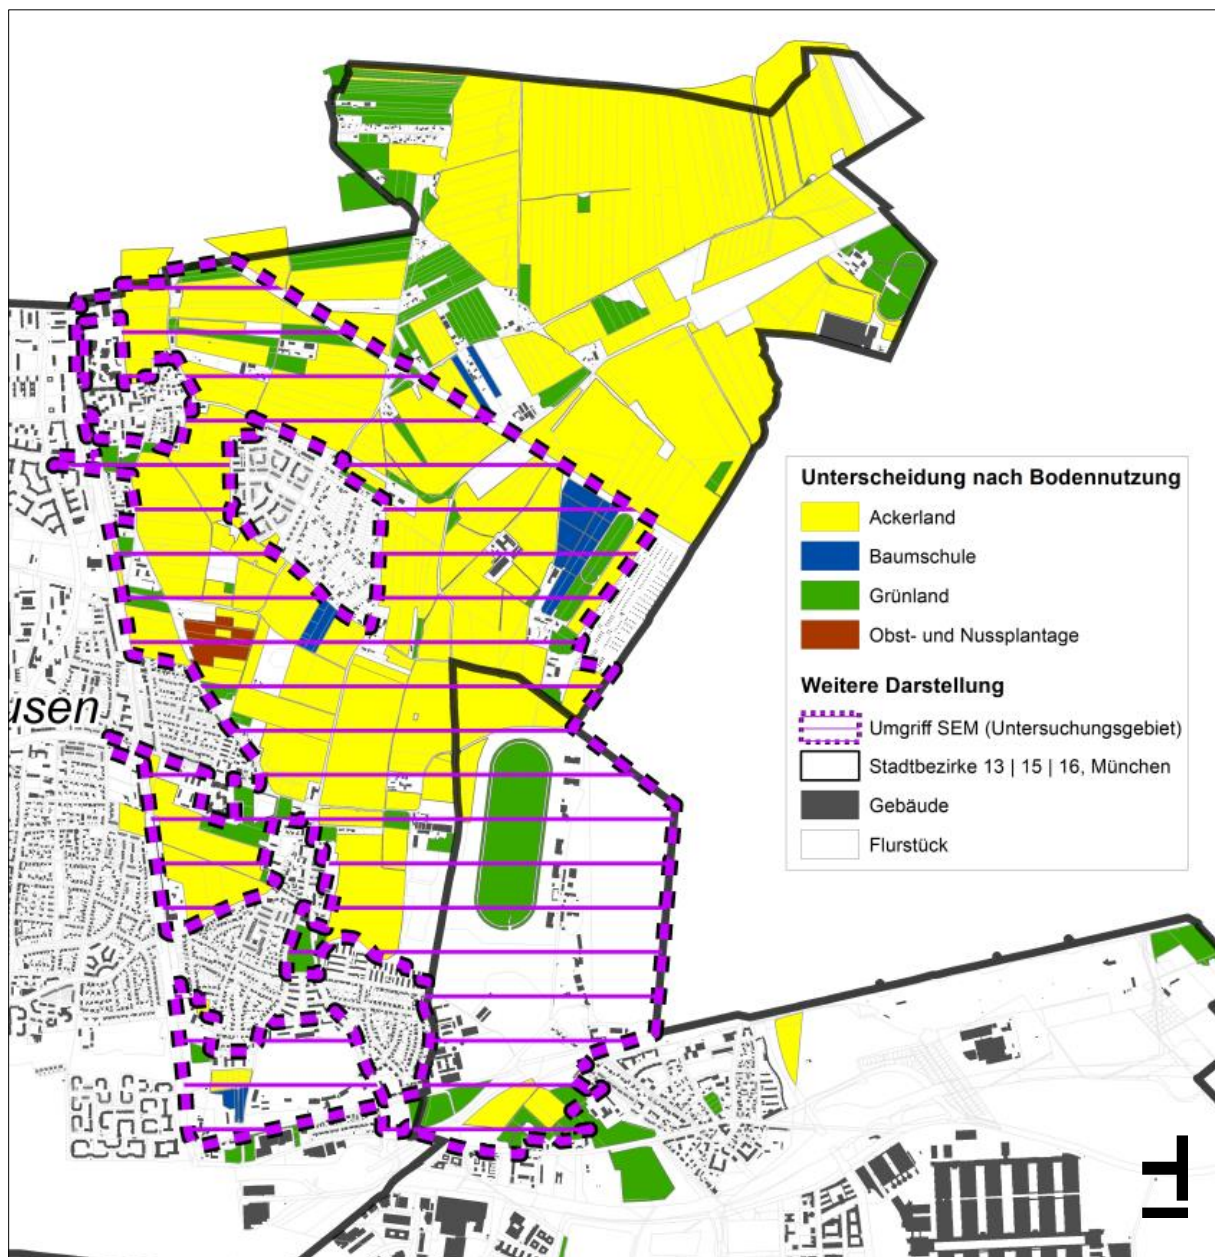 Unterscheidung nach Bodennutzung
Ackerland
Baumschule
Grünland
Obst- und Nussplantage
Weitere Darstellung
Umgriff SEM (Untersuchungsgebiet)
Stadtbezirke 13 | 15 | 16, München
Gebäude
Flurstück
usen